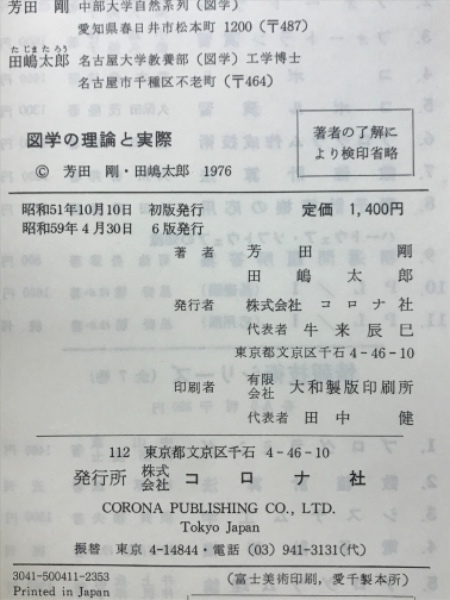 芳田 剛 中部大学自然系列(図学)
愛知県春日井市松本町 1200 (〒487)
たじまたろう
田嶋太郎 名古屋大学教養部(図学)工学博士
名古屋市千種区不老町(〒464)
図学の理論と実際
著者の了解に
より検印省略
© 芳田 剛・田嶋太郎 1976
昭和51年10月10日 初版発行
定価 1,400円
昭和59年4月30日 6版発行
著者 芳田剛
田嶋太郎
発行者 株式会社 コロナ社
代表者 牛来辰巳
東京都文京区千石 4-46-10
印刷者 有限会社 大和製版印刷所
代表者 田中健
112 東京都文京区千石 4-46-10
発行所 株式会社 コロナ社
CORONA PUBLISHING CO., LTD.
Tokyo Japan
振替 東京 4-14844・電話 (03) 941-3131(代)
3041-500411-2353
Printed in Japan
(富士美術印刷,愛千製本所)